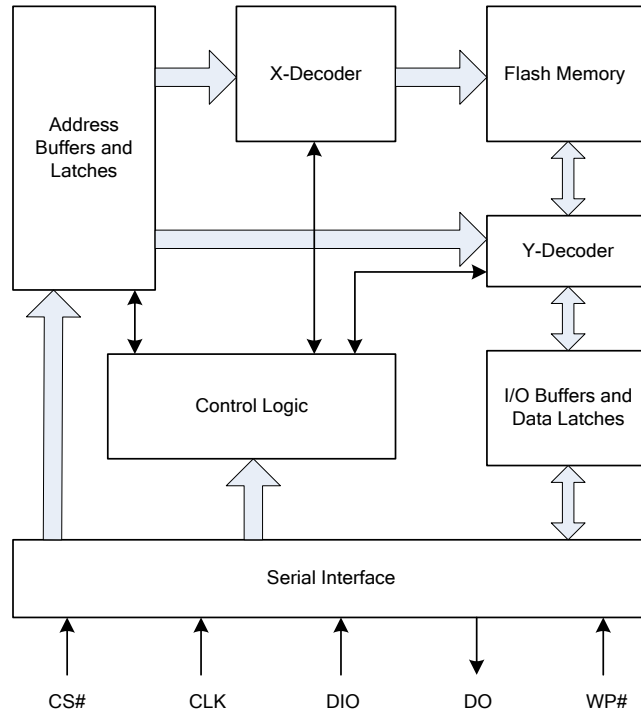 Address
Buffers and
Latches
X-Decoder
Flash Memory
Y-Decoder
Control Logic
I/O Buffers and
Data Latches
Serial Interface
CS#
CLK
DIO
DO
WP#